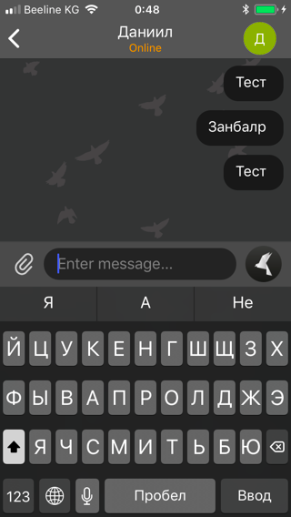 Beeline KG 0:48
Даниил
Online
Д
Тест
Занбалр
Тест
Enter message...
Я А Не
Й Ц У К Е Н Г Ш Щ З Х
Ф Ы В А П Р О Л Д Ж Э
Я Ч С М И Т Ь Б Ю
123 Пробел Ввод